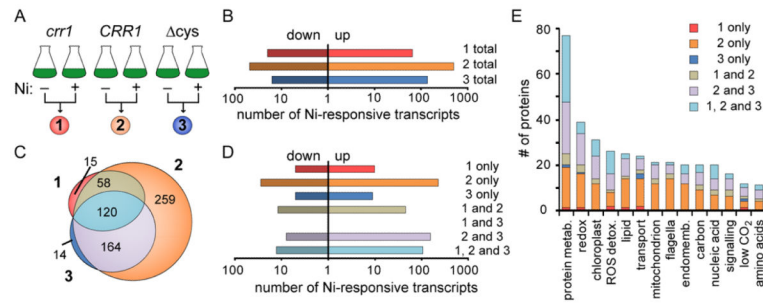 A
crr1 CRR1 Δcys
Ni: − + − + − +
1 2 3
B
down up
1 total
2 total
3 total
100 10 1 10 100 1000
number of Ni-responsive transcripts
C
15
1
2
58
259
120
164
14
3
D
down up
1 only
2 only
3 only
1 and 2
1 and 3
2 and 3
1, 2 and 3
100 10 1 10 100 1000
number of Ni-responsive transcripts
E
# of proteins
80
60
40
20
0
1 only
2 only
3 only
1 and 2
2 and 3
1, 2 and 3
protein metab.
redox
chloroplast
ROS detox.
lipid
transport
mitochondrion
flagella
endomemb.
carbon
nucleic acid
signalling
low CO2
amino acids